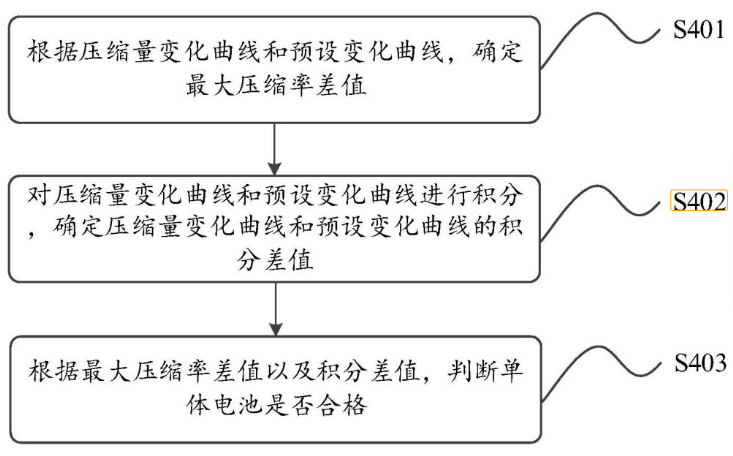 根据压缩量变化曲线和预设变化曲线，确定
最大压缩率差值
S401
对压缩量变化曲线和预设变化曲线进行积分
，确定压缩量变化曲线和预设变化曲线的积
分差值
S402
根据最大压缩率差值以及积分差值，判断单
体电池是否合格
S403